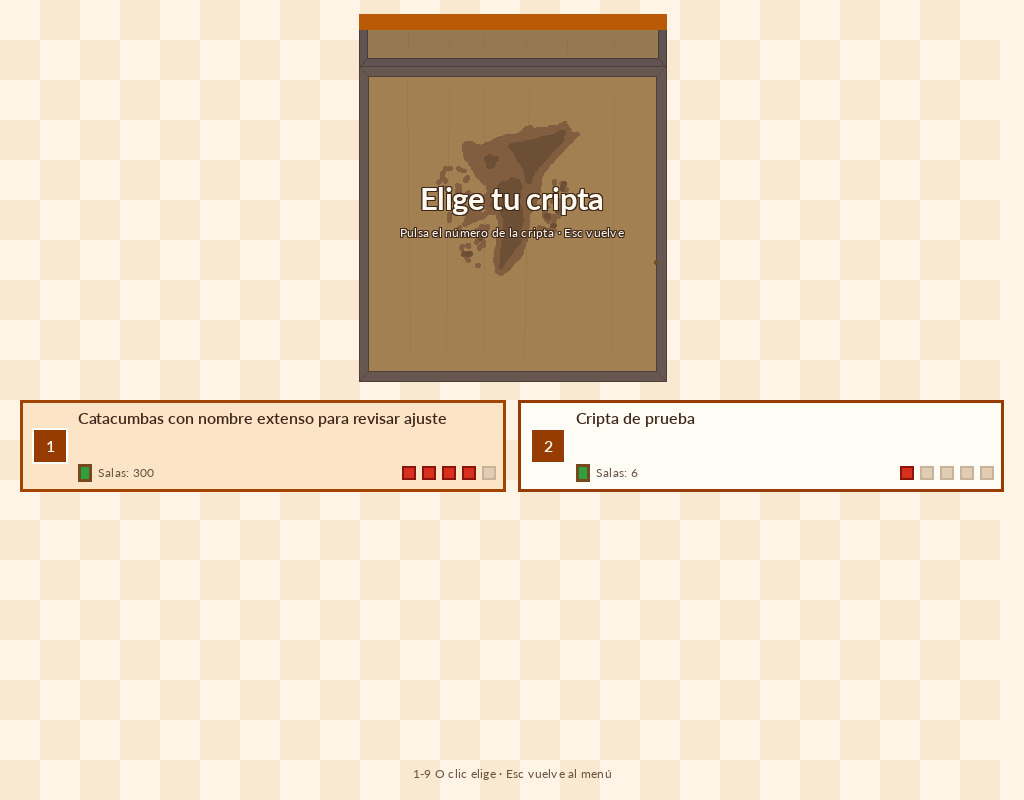 Elige tu cripta
Pulsa el número de la cripta · Esc vuelve
1
Catacumbas con nombre extenso para revisar ajuste
Salas: 300
2
Cripta de prueba
Salas: 6
1-9 O clic elige · Esc vuelve al menú